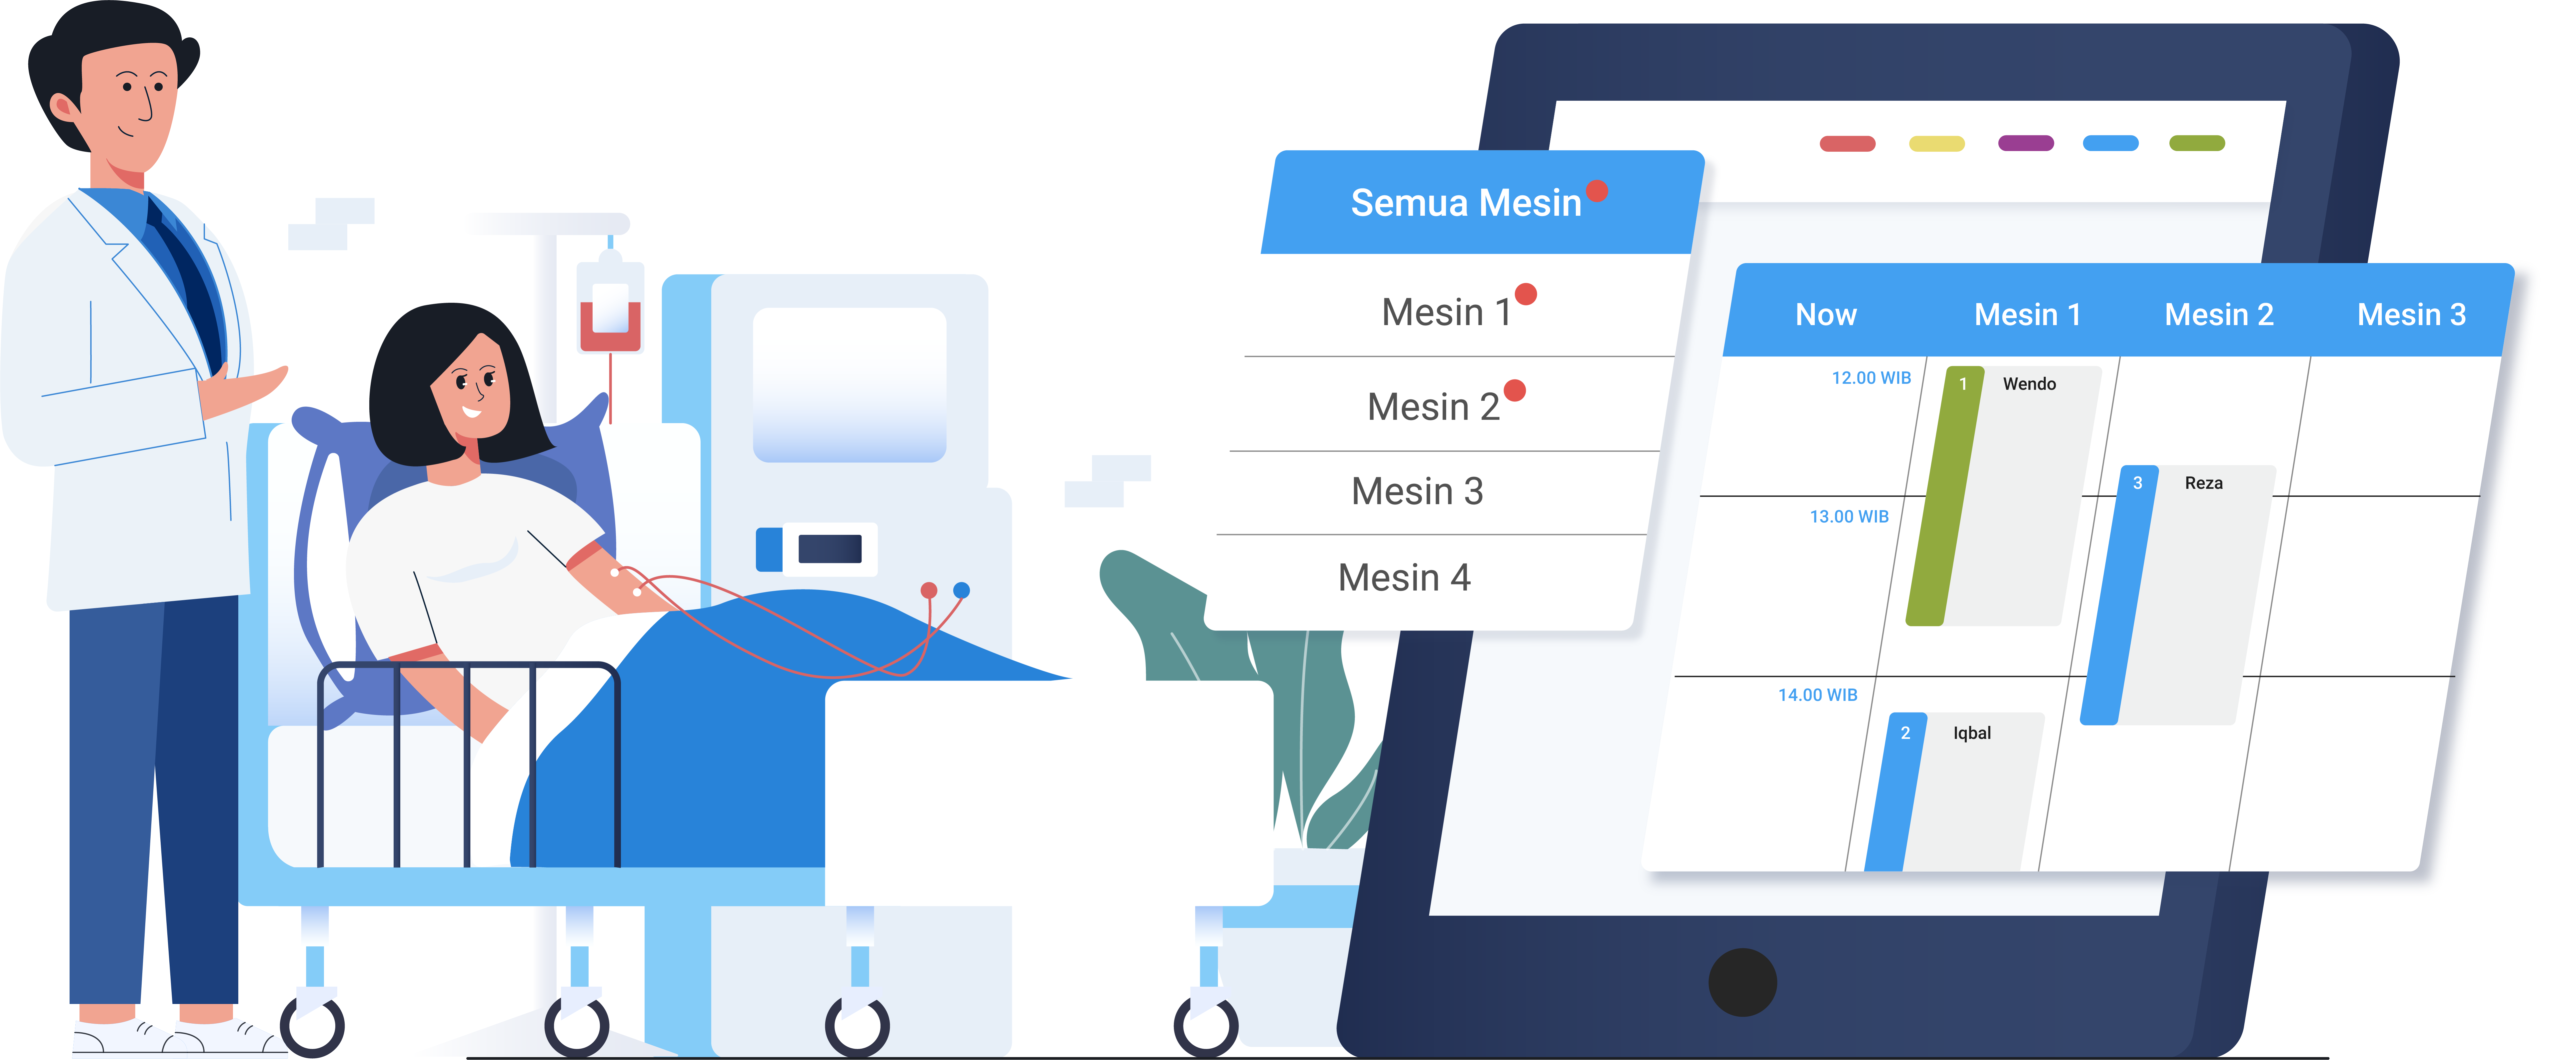 Semua Mesin
Mesin 1
Mesin 2
Mesin 3
Mesin 4
Now Mesin 1 Mesin 2 Mesin 3
12.00 WIB 1 Wendo
3 Reza
13.00 WIB
14.00 WIB
2 Iqbal